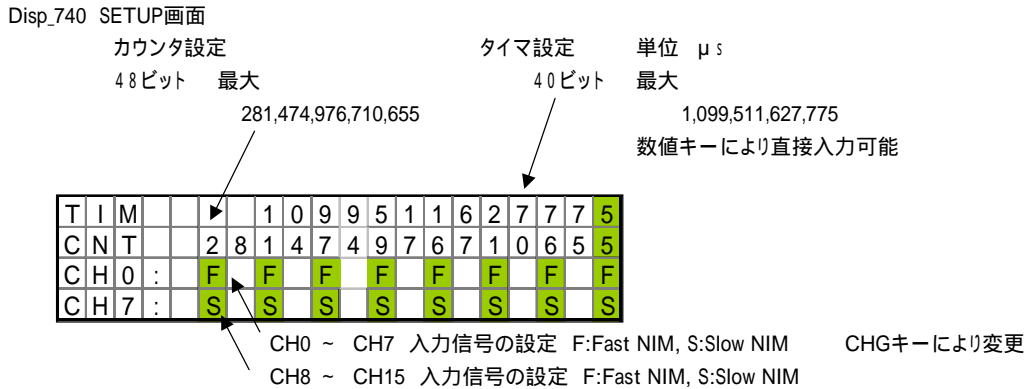 Disp_740 SETUP画面
カウンタ設定 タイマ設定 単位 μs
48ビット 最大 40ビット 最大
281,474,976,710,655 1,099,511,627,775
数値キーにより直接入力可能
TIM 1099511627775
CNT 281474976710655
CH0: F F F F F F F F
CH7: S S S S S S S S
CH0 ~ CH7 入力信号の設定 F:Fast NIM, S:Slow NIM CHGキーにより変更
CH8 ~ CH15 入力信号の設定 F:Fast NIM, S:Slow NIM